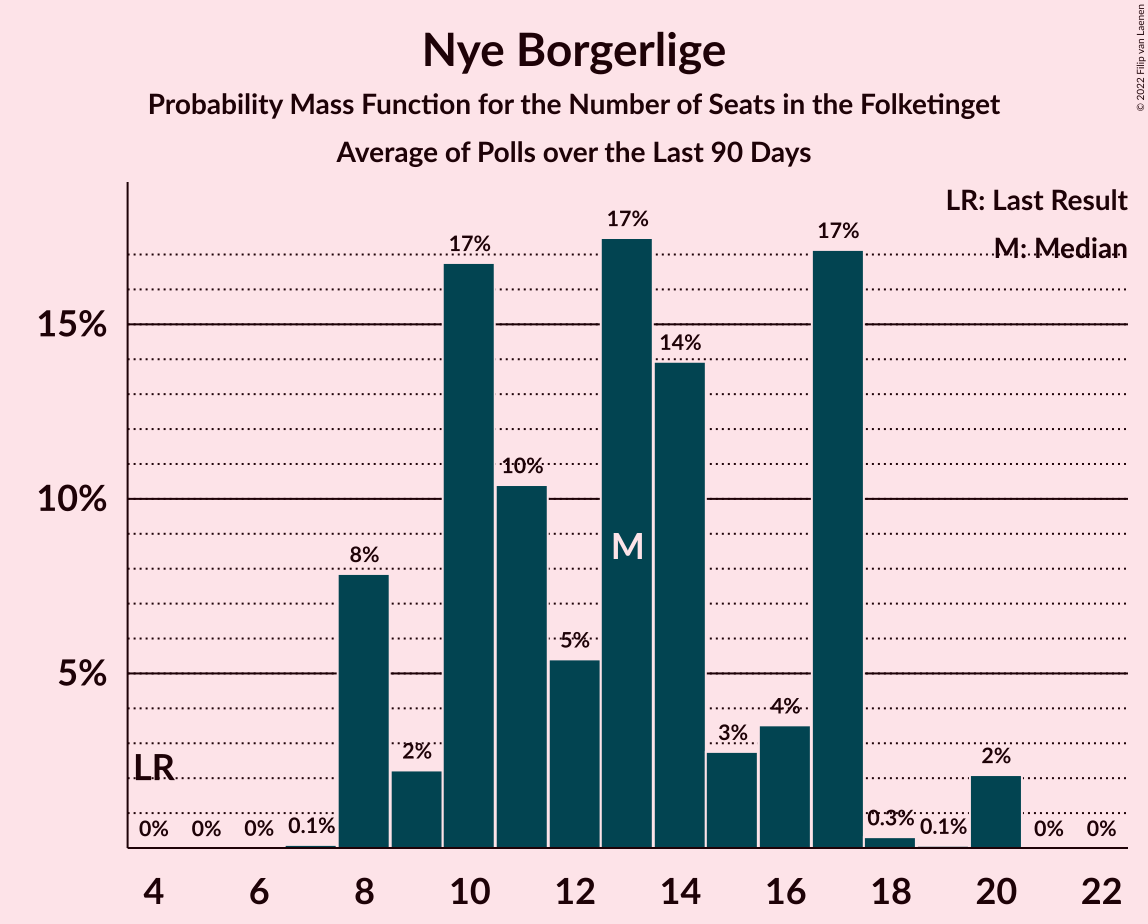 Nye Borgerlige
Probability Mass Function for the Number of Seats in the Folketinget
Average of Polls over the Last 90 Days
© 2022 Filip van Laenen
LR: Last Result
M: Median
15%
10%
5%
0%
0%
0%
0.1%
8%
2%
17%
10%
5%
17%
14%
3%
4%
17%
0.3%
0.1%
2%
0%
0%
LR
M
4 6 8 10 12 14 16 18 20 22